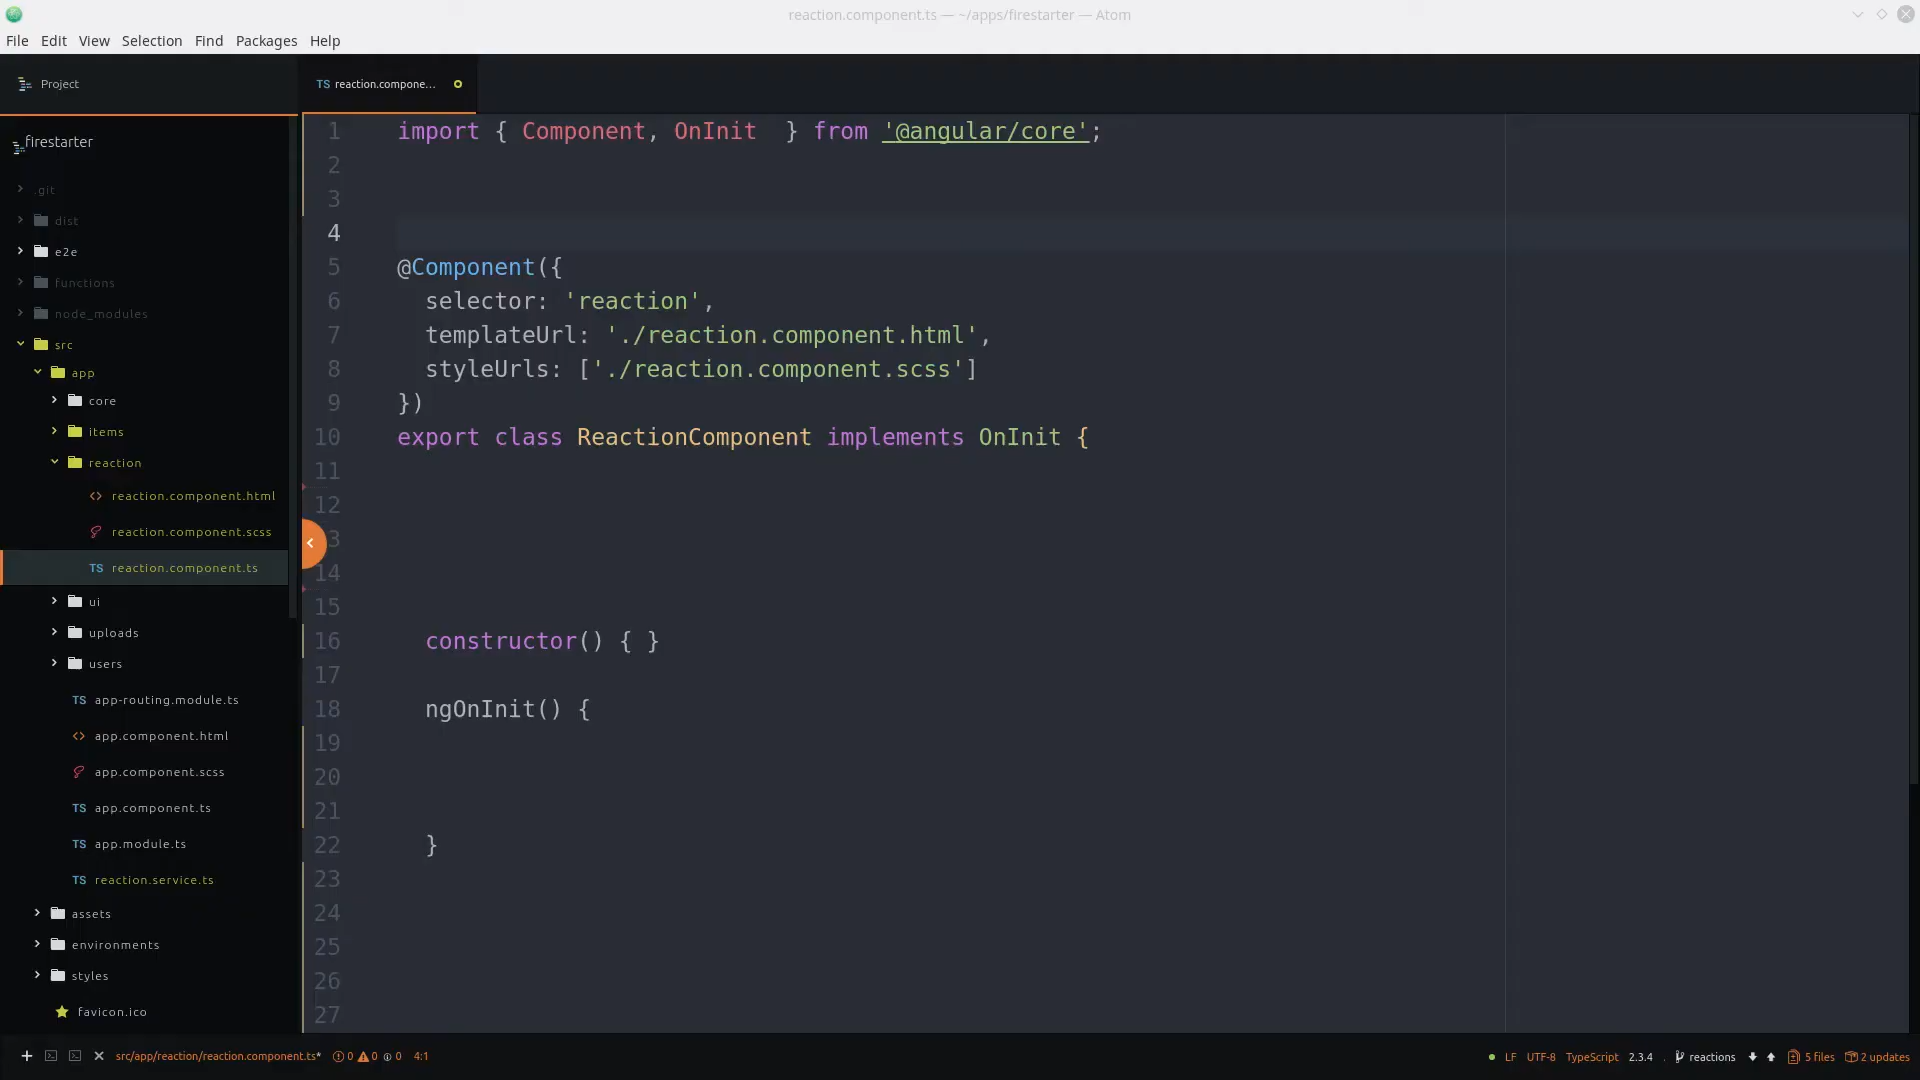 reaction.component.ts — ~/apps/firestarter — Atom
File Edit View Selection Find Packages Help
Project
TS reaction.compone...
firestarter
.git
dist
e2e
functions
node_modules
src
app
core
items
reaction
<> reaction.component.html
reaction.component.scss
TS reaction.component.ts
ui
uploads
users
TS app-routing.module.ts
<> app.component.html
app.component.scss
TS app.component.ts
TS app.module.ts
TS reaction.service.ts
assets
environments
styles
favicon.ico
1 import { Component, OnInit  } from '@angular/core';
2
3
4
5 @Component({
6   selector: 'reaction',
7   templateUrl: './reaction.component.html',
8   styleUrls: ['./reaction.component.scss']
9 })
10 export class ReactionComponent implements OnInit {
11
12
3
14
15
16   constructor() { }
17
18   ngOnInit() {
19
20
21
22   }
23
24
25
26
27
src/app/reaction/reaction.component.ts* 0 0 0 4:1
LF UTF-8 TypeScript 2.3.4 reactions 5 files 2 updates